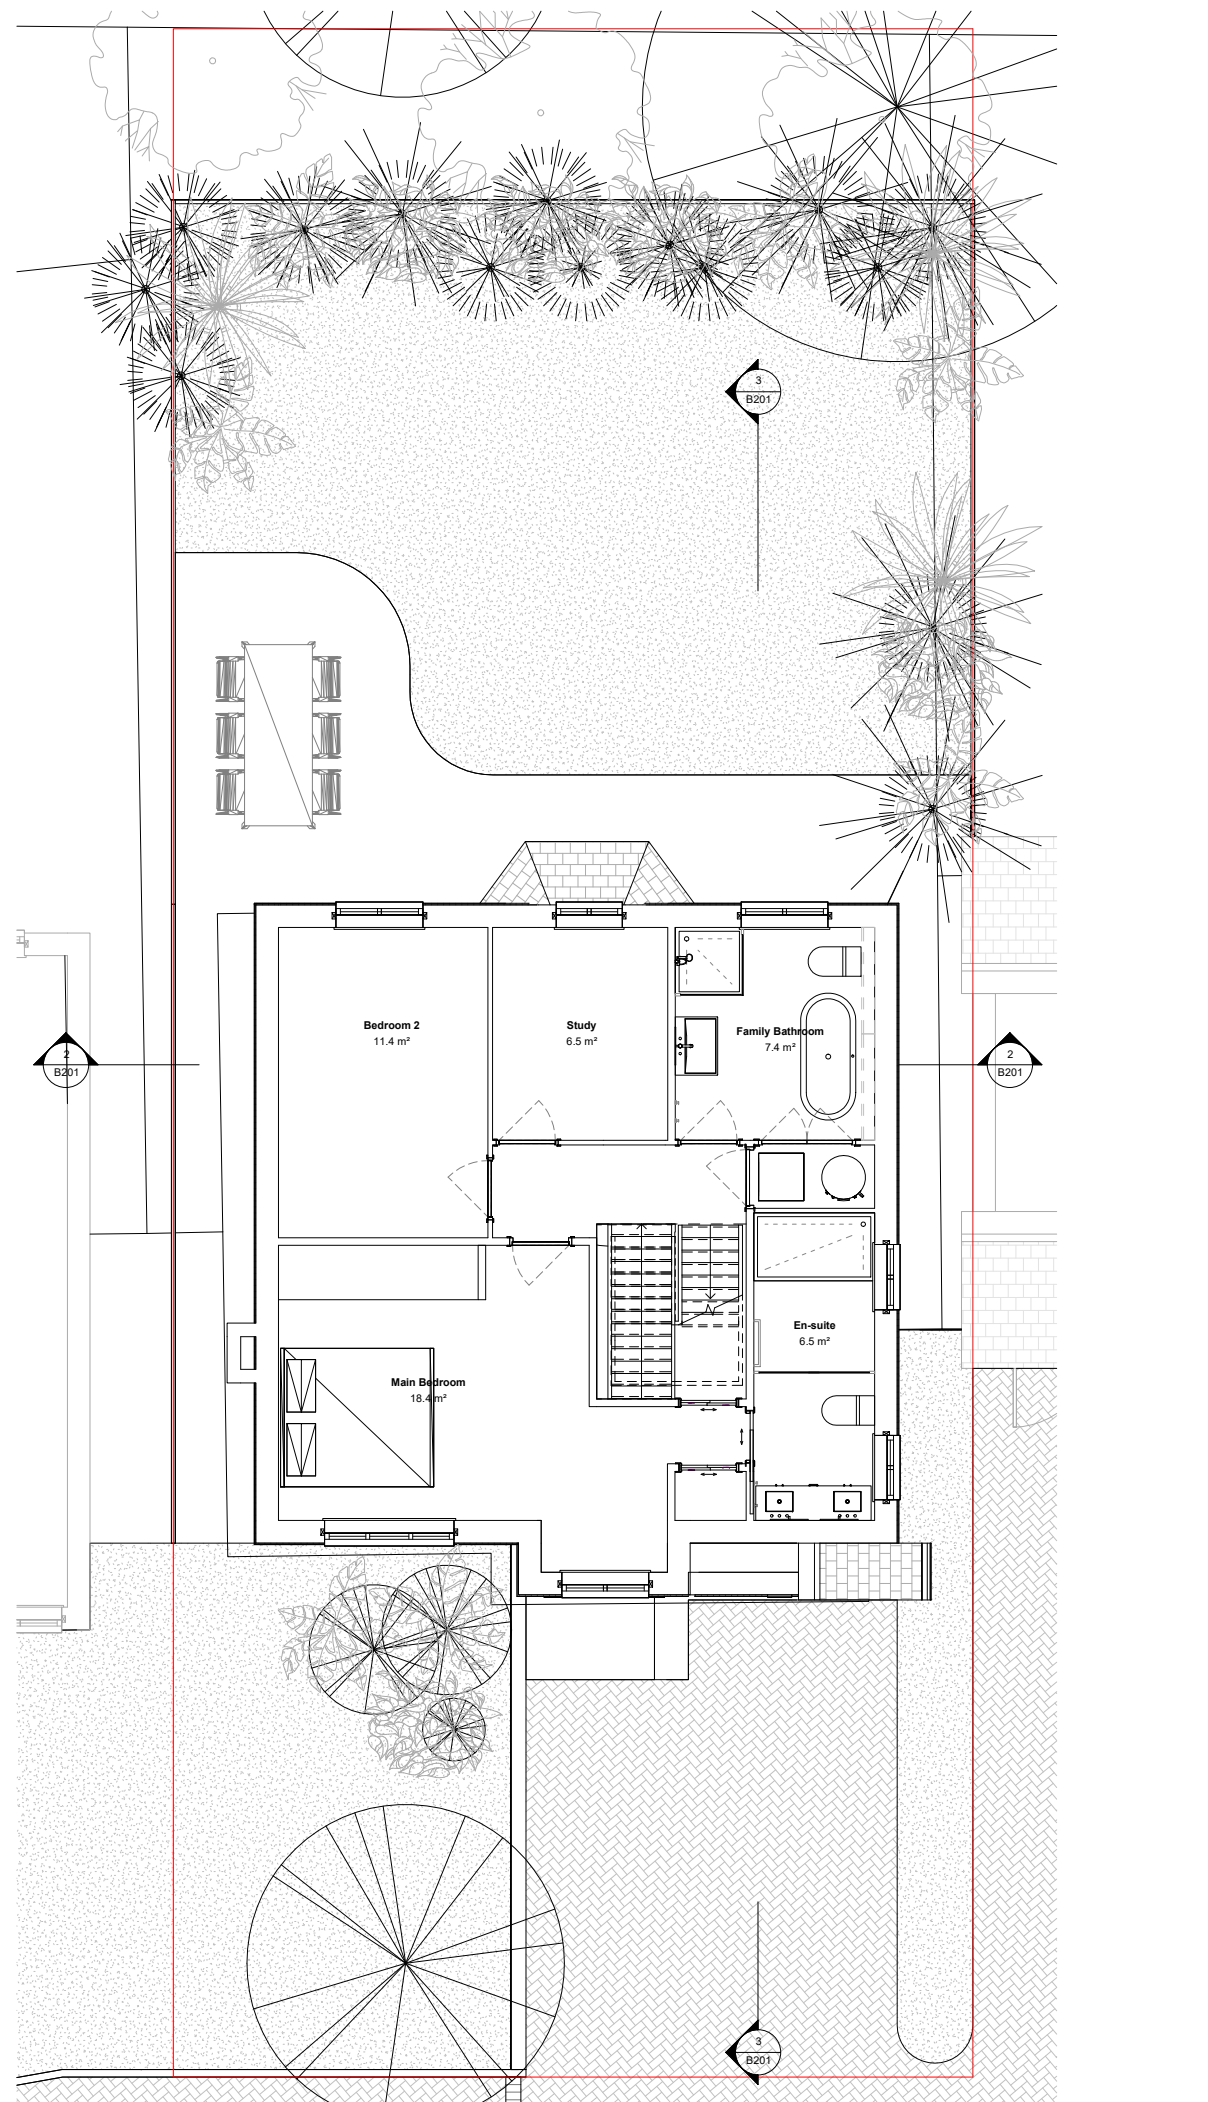 3
B201
Bedroom 2
11.4 m²
Study
6.5 m²
Family Bathroom
7.4 m²
2
B201
2
B201
En-suite
6.5 m²
Main Bedroom
18.4 m²
3
B201